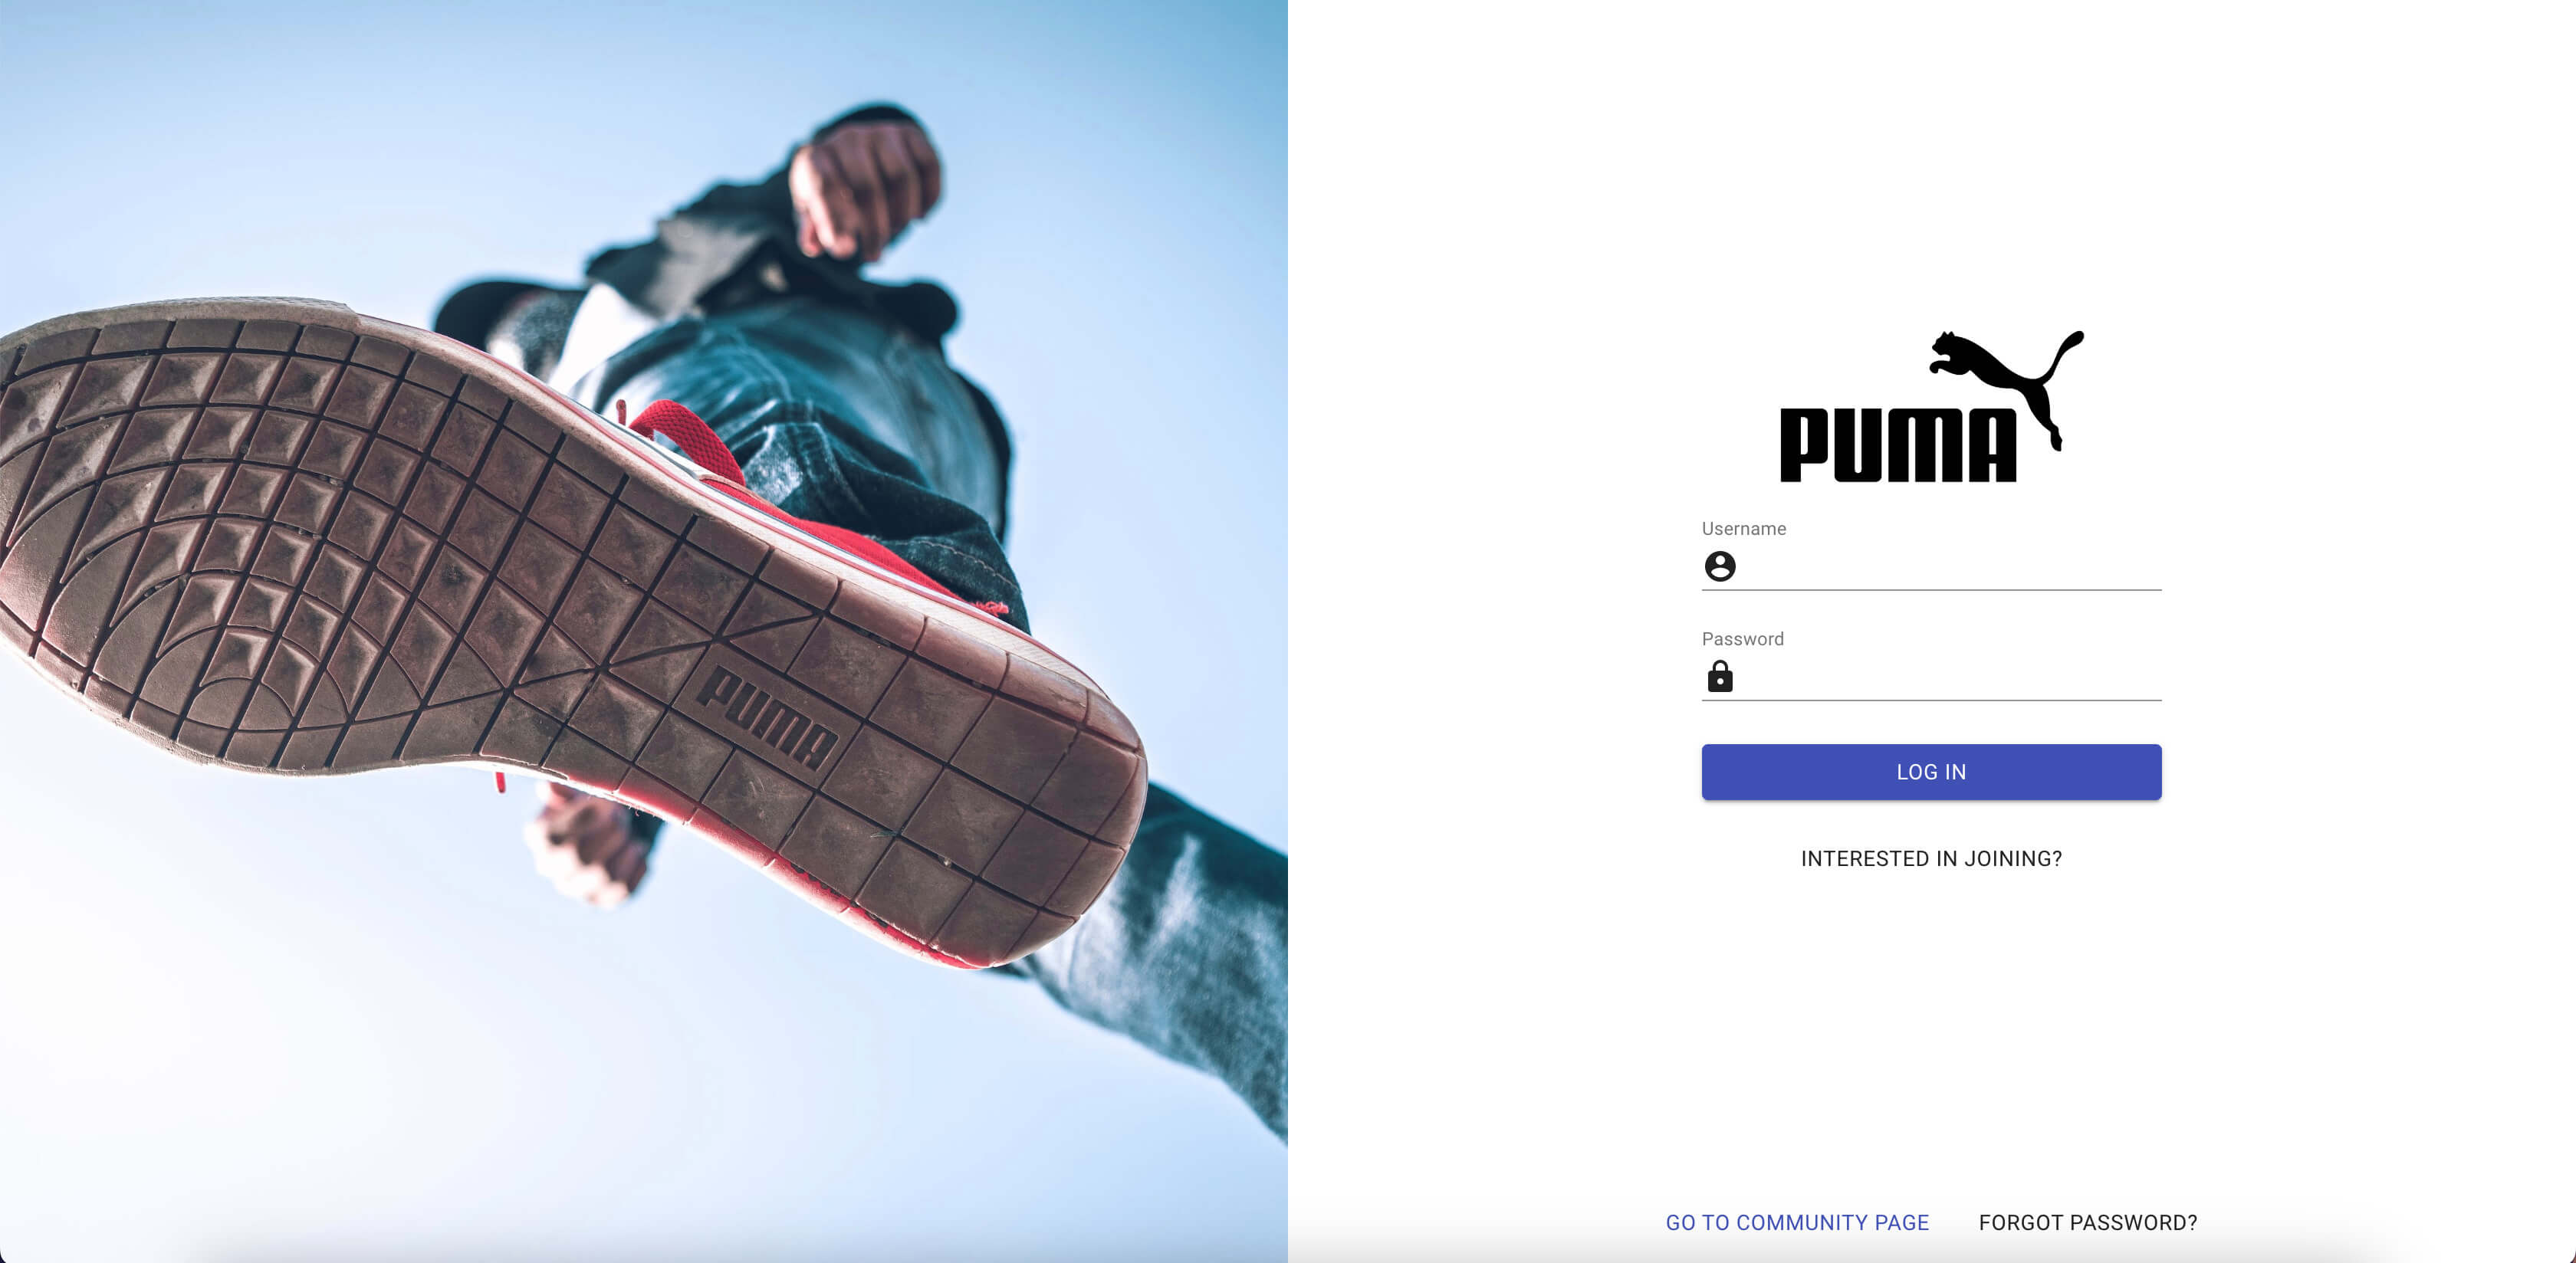 PUMA
PUMA
Username
Password
LOG IN
INTERESTED IN JOINING?
GO TO COMMUNITY PAGE
FORGOT PASSWORD?